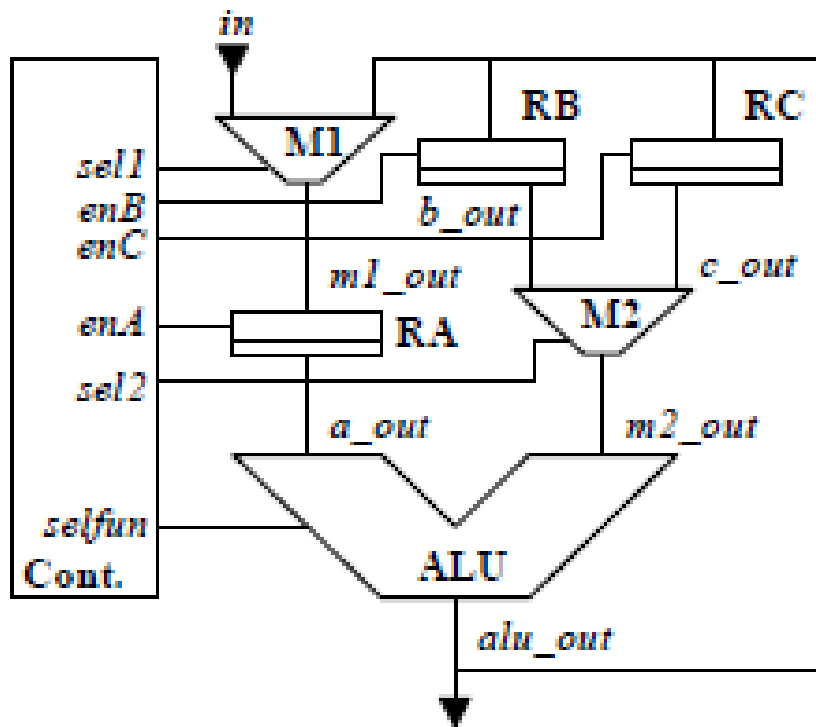 in
RB
RC
M1
sel1
enB
b_out
enC
m1_out
c_out
M2
enA
RA
sel2
a_out
m2_out
selfun
ALU
Cont.
alu_out